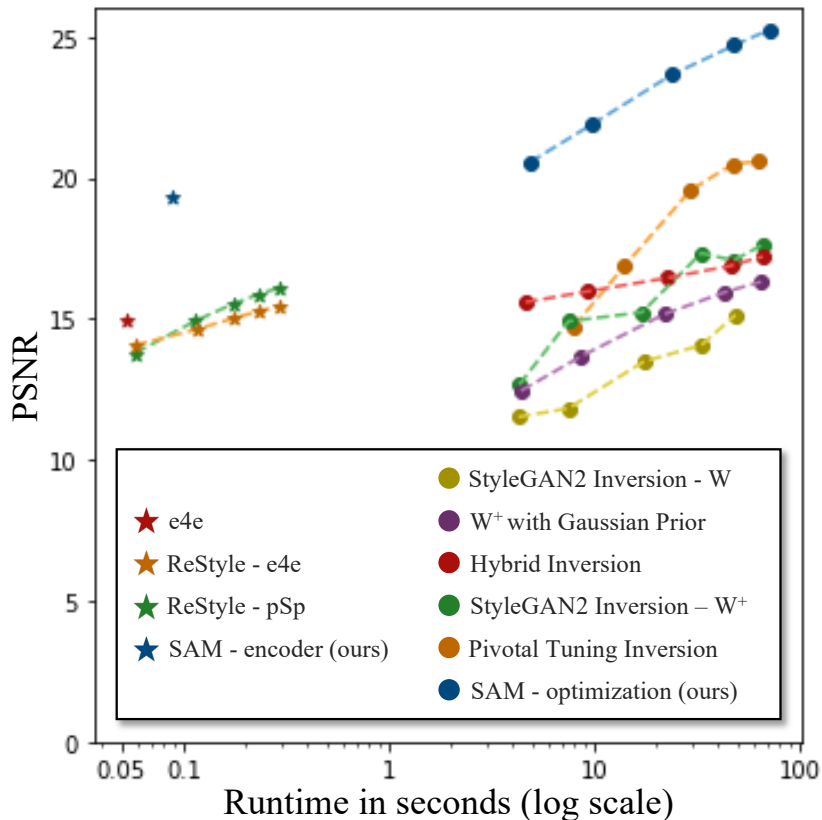 25
20
15
10
5
0
PSNR
StyleGAN2 Inversion - W
e4e
W⁺ with Gaussian Prior
ReStyle - e4e
Hybrid Inversion
ReStyle - pSp
StyleGAN2 Inversion – W⁺
SAM - encoder (ours)
Pivotal Tuning Inversion
SAM - optimization (ours)
0.05 0.1 1 10 100
Runtime in seconds (log scale)